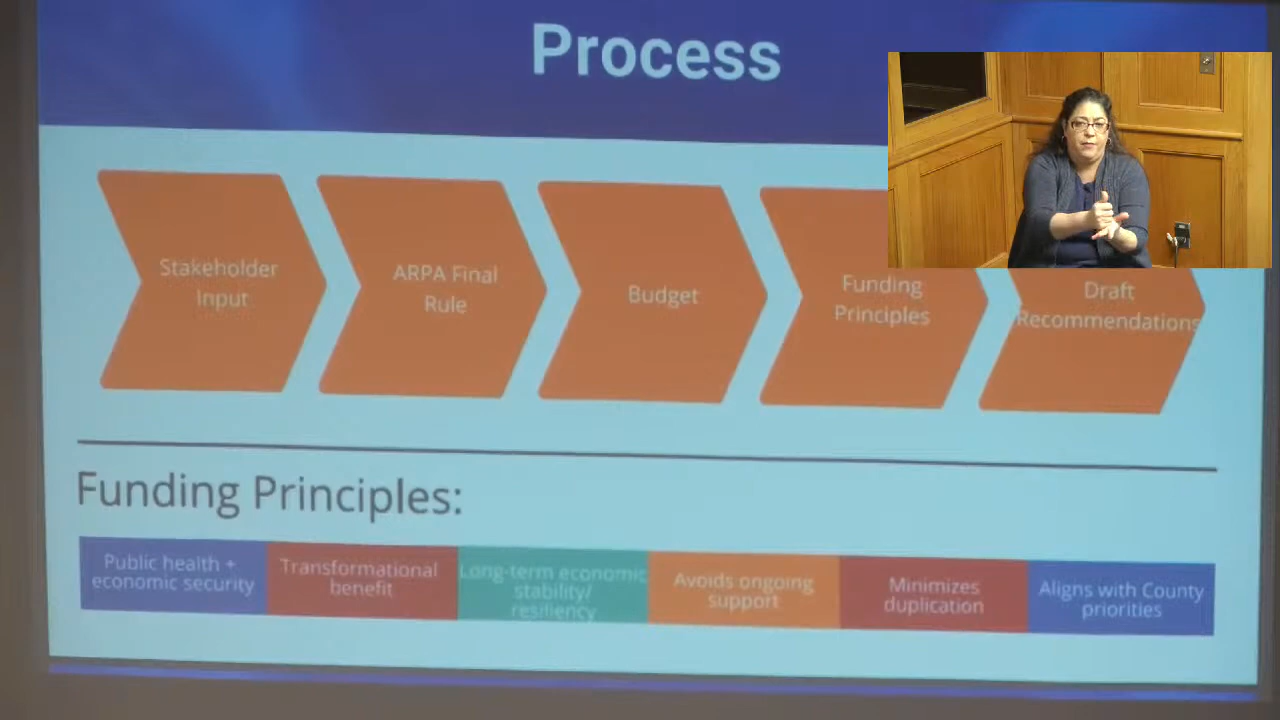 Process
Stakeholder
Input
ARPA Final
Rule
Budget
Funding
Principles
Draft
Recommendations
Funding Principles:
Public health +
economic security
Transformational
benefit
Long-term economic
stability/
resiliency
Avoids ongoing
support
Minimizes
duplication
Aligns with County
priorities